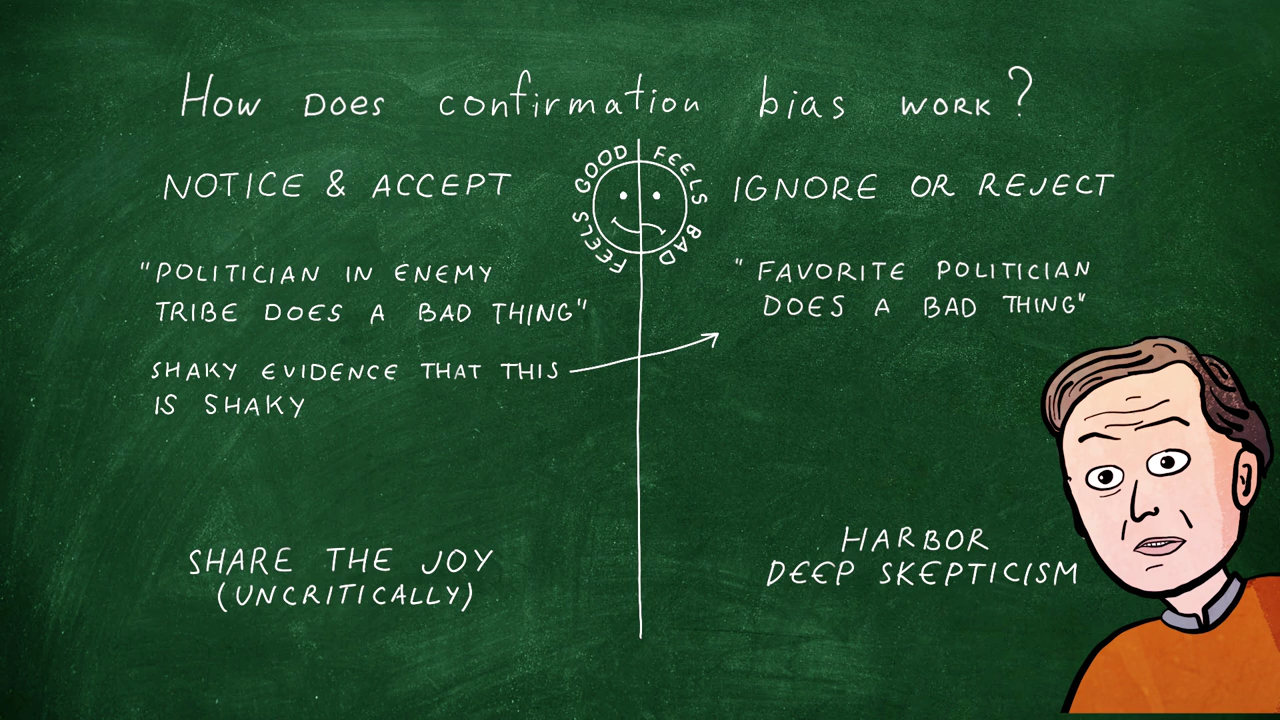 How DOES confirmation bias WORK?
NOTICE & ACCEPT
FEELS GOOD
FEELS BAD
IGNORE OR REJECT
"POLITICIAN IN ENEMY
TRIBE DOES A BAD THING"
"FAVORITE POLITICIAN
DOES A BAD THING"
SHAKY EVIDENCE THAT THIS
IS SHAKY
SHARE THE JOY
(UNCRITICALLY)
HARBOR
DEEP SKEPTICISM